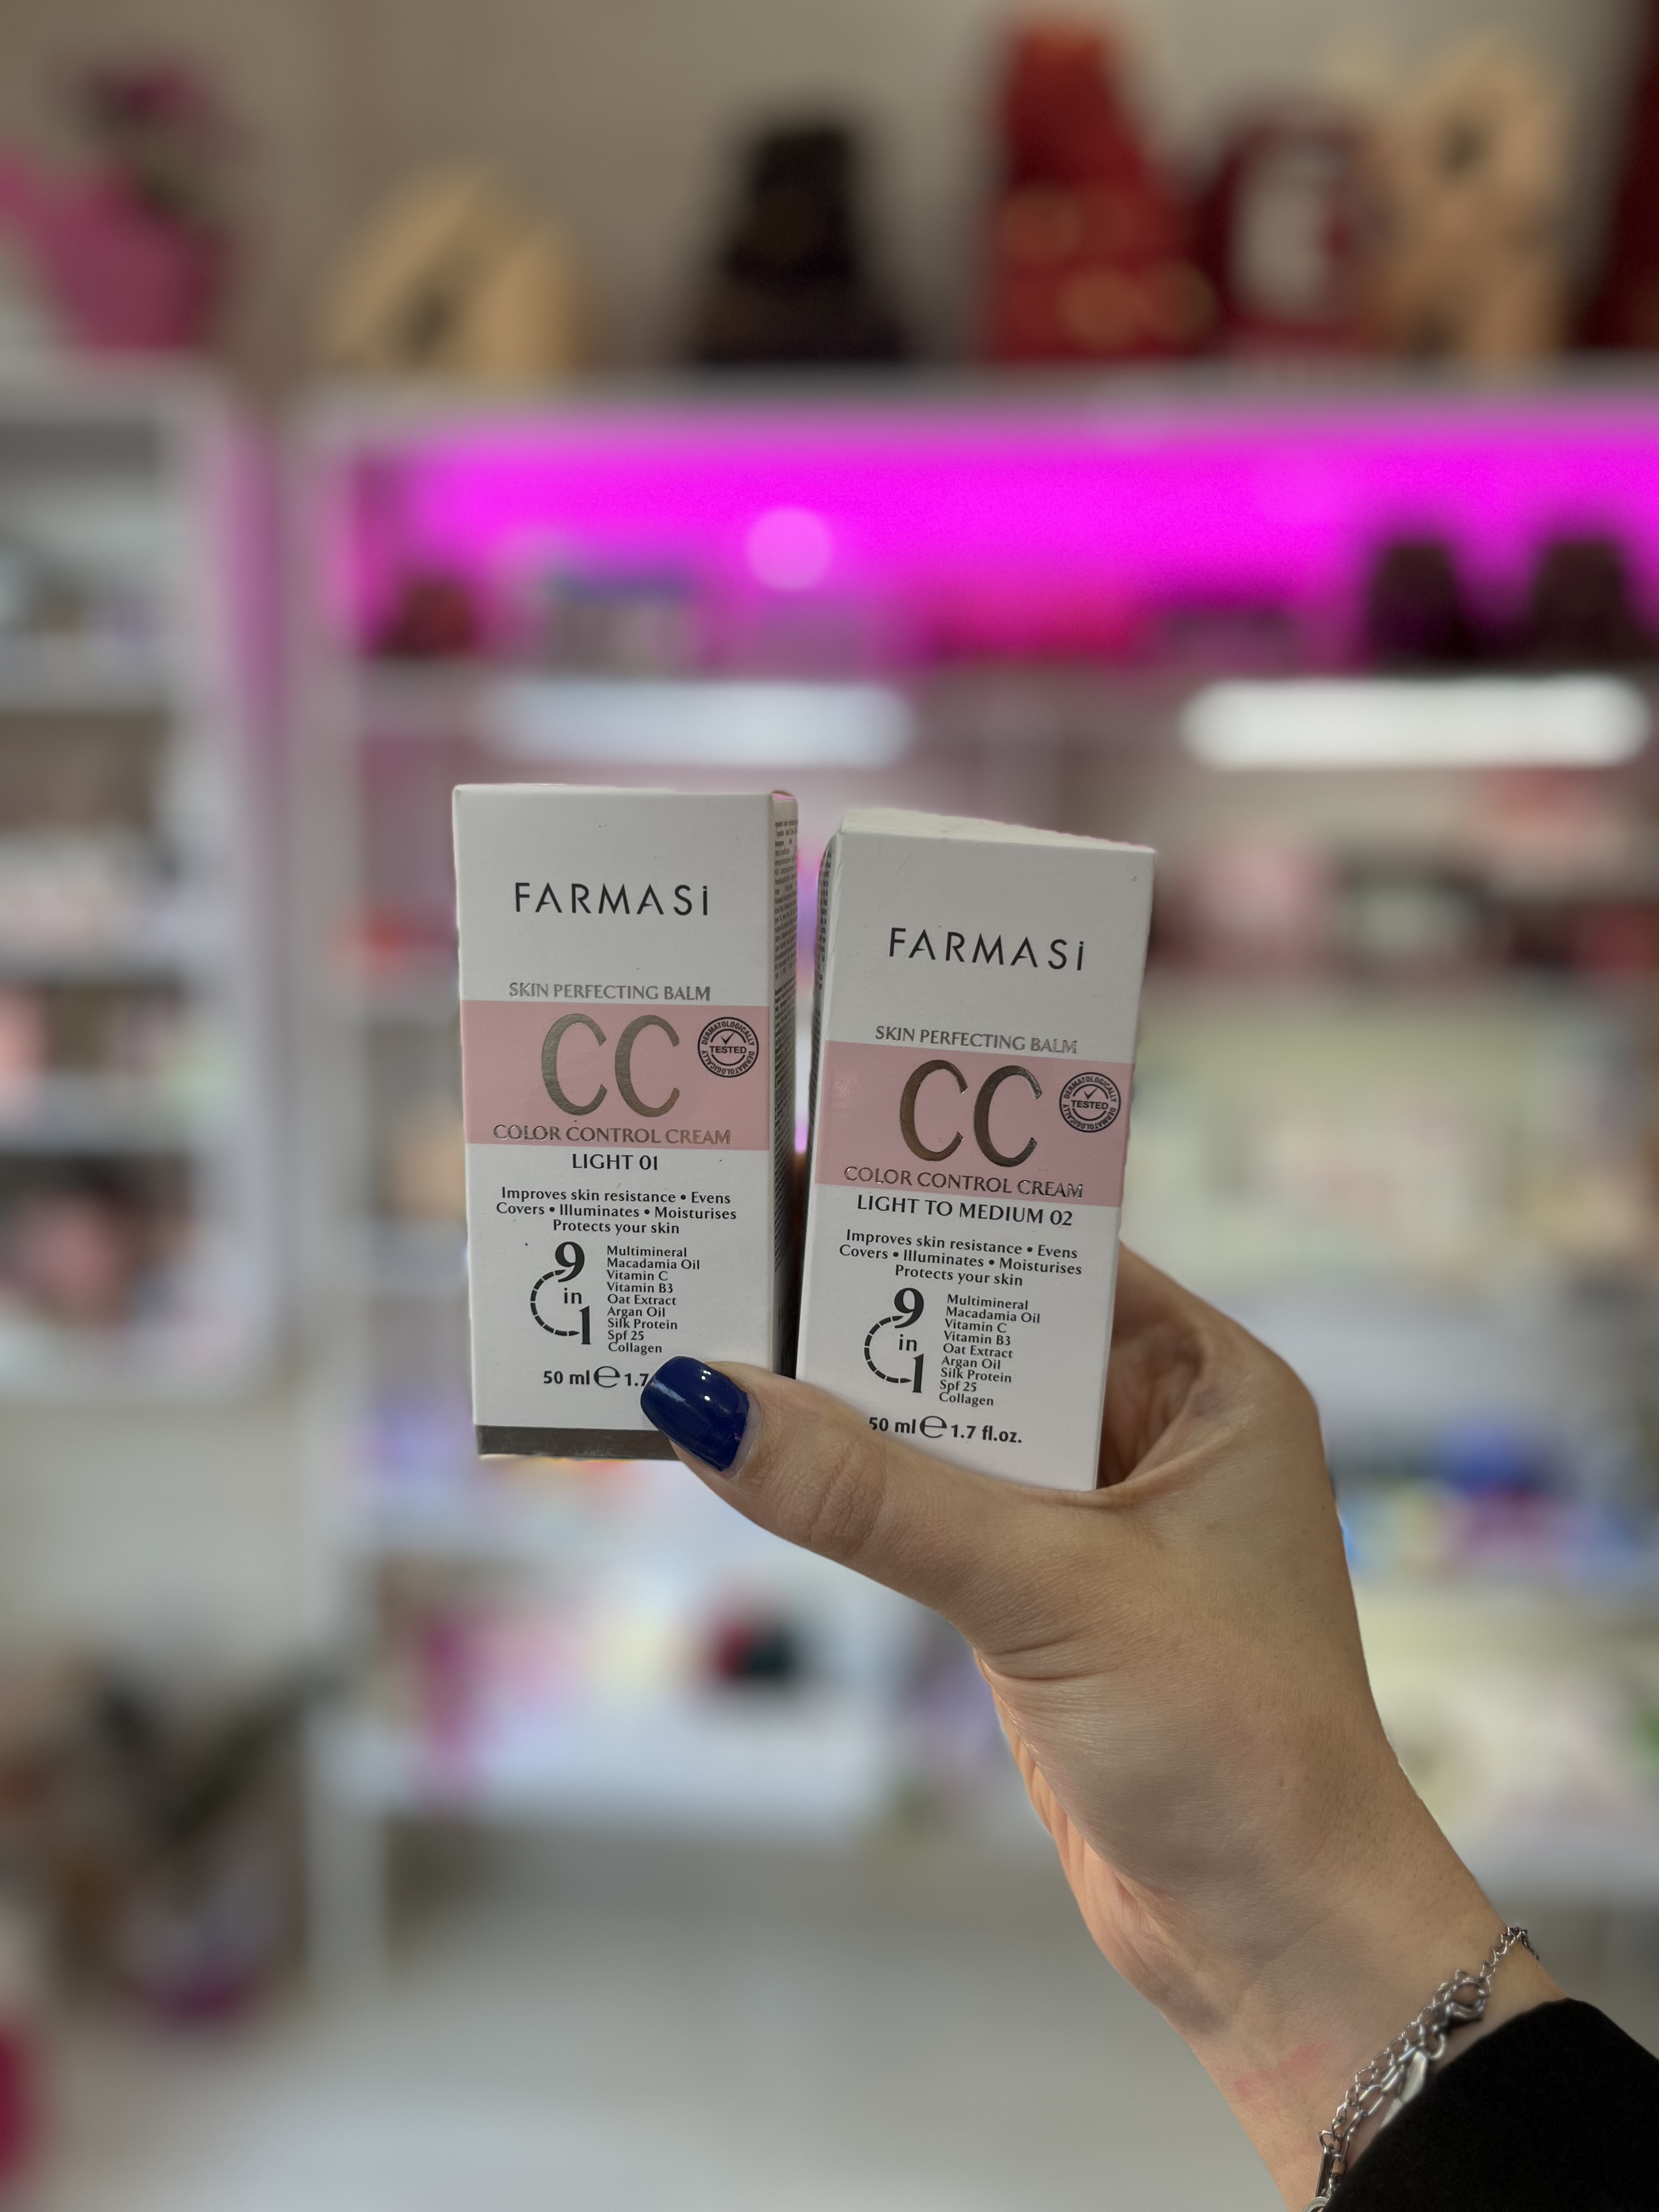 FARMASi
SKIN PERFECTING BALM
CC
DERMATOLOGICALLY
TESTED
DERMATOLOGICALLY
COLOR CONTROL CREAM
LIGHT 01
Improves skin resistance • Evens
Covers • Illuminates • Moisturises
Protects your skin
9
in
1
Multimineral
Macadamia Oil
Vitamin C
Vitamin B3
Oat Extract
Argan Oil
Silk Protein
Spf 25
Collagen
50 ml ℮ 1.7
FARMASi
SKIN PERFECTING BALM
CC
DERMATOLOGICALLY
TESTED
DERMATOLOGICALLY
COLOR CONTROL CREAM
LIGHT TO MEDIUM 02
Improves skin resistance • Evens
Covers • Illuminates • Moisturises
Protects your skin
9
in
1
Multimineral
Macadamia Oil
Vitamin C
Vitamin B3
Oat Extract
Argan Oil
Silk Protein
Spf 25
Collagen
50 ml ℮ 1.7 fl.oz.